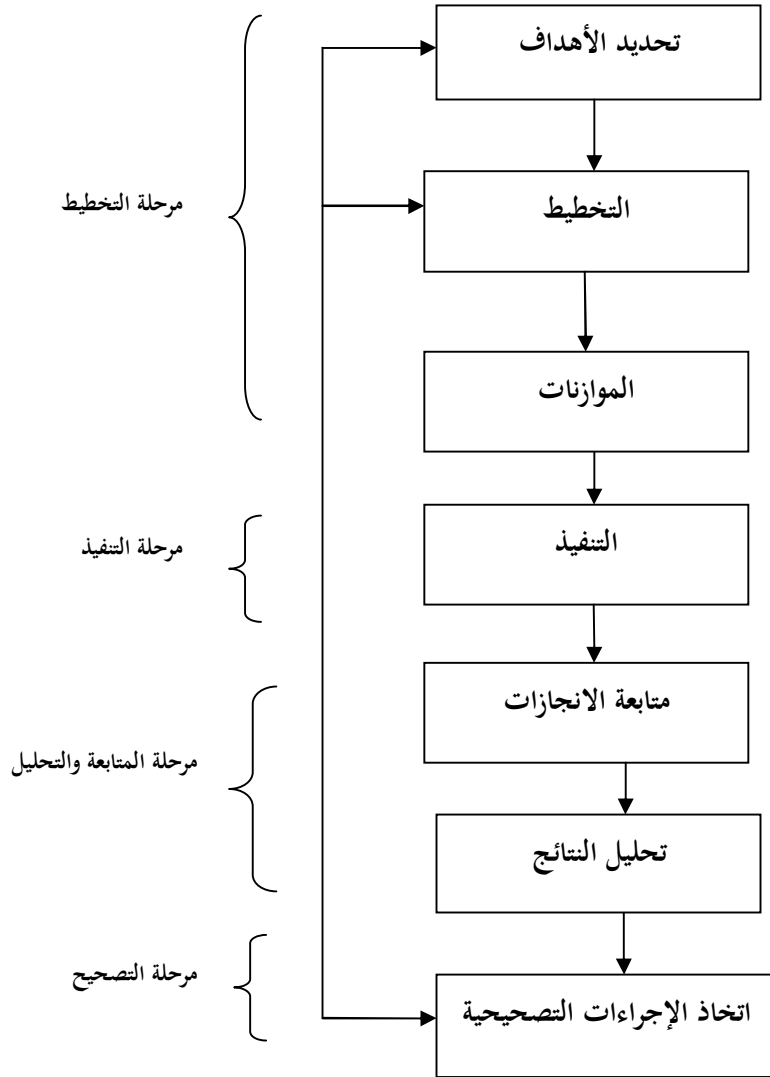 تحديد الأهداف
التخطيط
مرحلة التخطيط
الموازنات
التنفيذ
مرحلة التنفيذ
متابعة الانجازات
مرحلة المتابعة والتحليل
تحليل النتائج
مرحلة التصحيح
اتخاذ الإجراءات التصحيحية